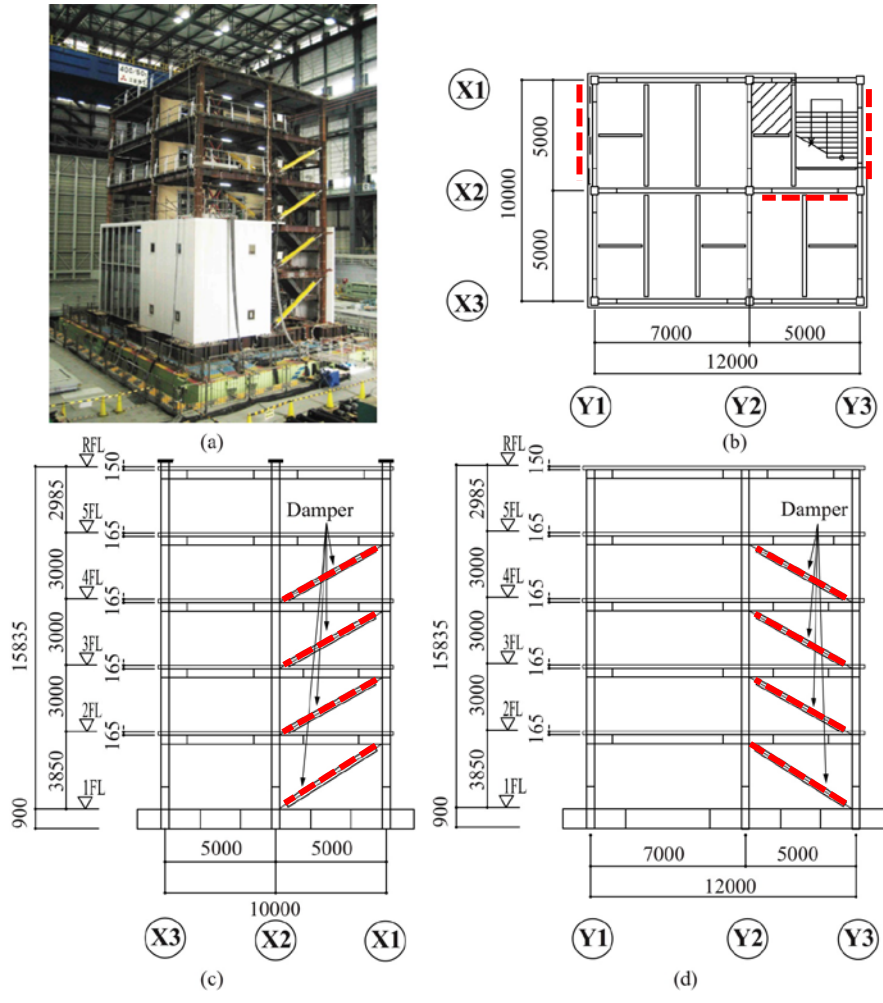 400/50t
(a)
X1
X2
X3
5000
5000
10000
7000
5000
12000
Y1
Y2
Y3
(b)
RFL
5FL
4FL
3FL
2FL
1FL
150
165
165
165
165
2985
3000
3000
3000
3850
900
15835
Damper
5000
5000
10000
X3
X2
X1
(c)
RFL
5FL
4FL
3FL
2FL
1FL
150
165
165
165
165
2985
3000
3000
3000
3850
900
15835
Damper
7000
5000
12000
Y1
Y2
Y3
(d)